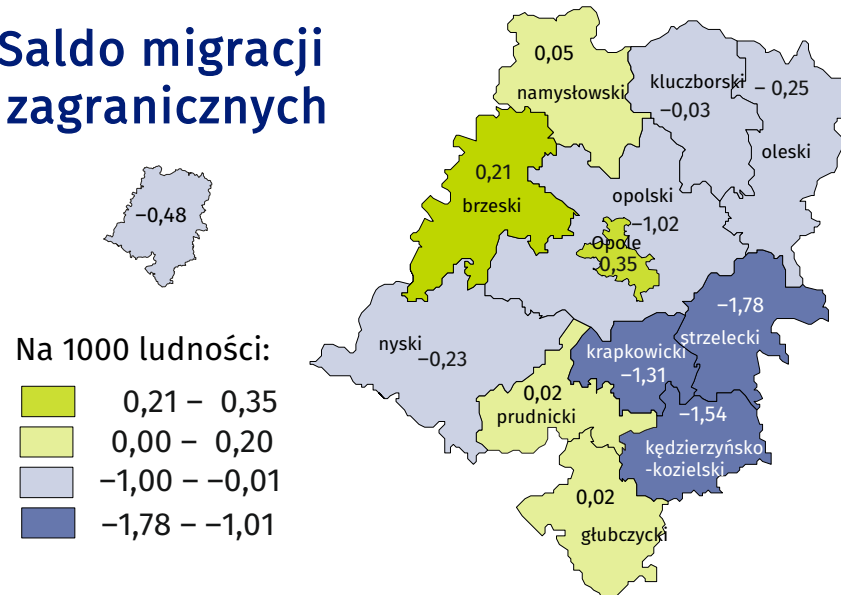 Saldo migracji
zagranicznych
−0,48
Na 1000 ludności:
0,21 − 0,35
0,00 − 0,20
−1,00 − −0,01
−1,78 − −1,01
0,05
namysłowski
kluczborski
−0,03
− 0,25
oleski
0,21
brzeski
opolski
−1,02
Opole
0,35
nyski
−0,23
−1,78
strzelecki
krapkowicki
−1,31
0,02
prudnicki
−1,54
kędzierzyńsko
-kozielski
0,02
głubczycki